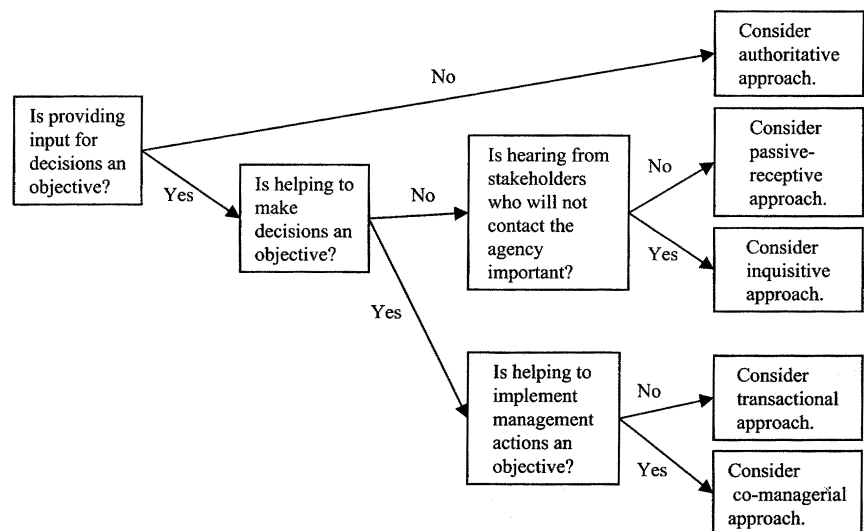 Is providing
input for
decisions an
objective?
No
Yes
Consider
authoritative
approach.
Is helping to
make
decisions an
objective?
No
Yes
Is hearing from
stakeholders
who will not
contact the
agency
important?
No
Yes
Consider
passive-
receptive
approach.
Consider
inquisitive
approach.
Is helping to
implement
management
actions an
objective?
No
Yes
Consider
transactional
approach.
Consider
co-managerial
approach.